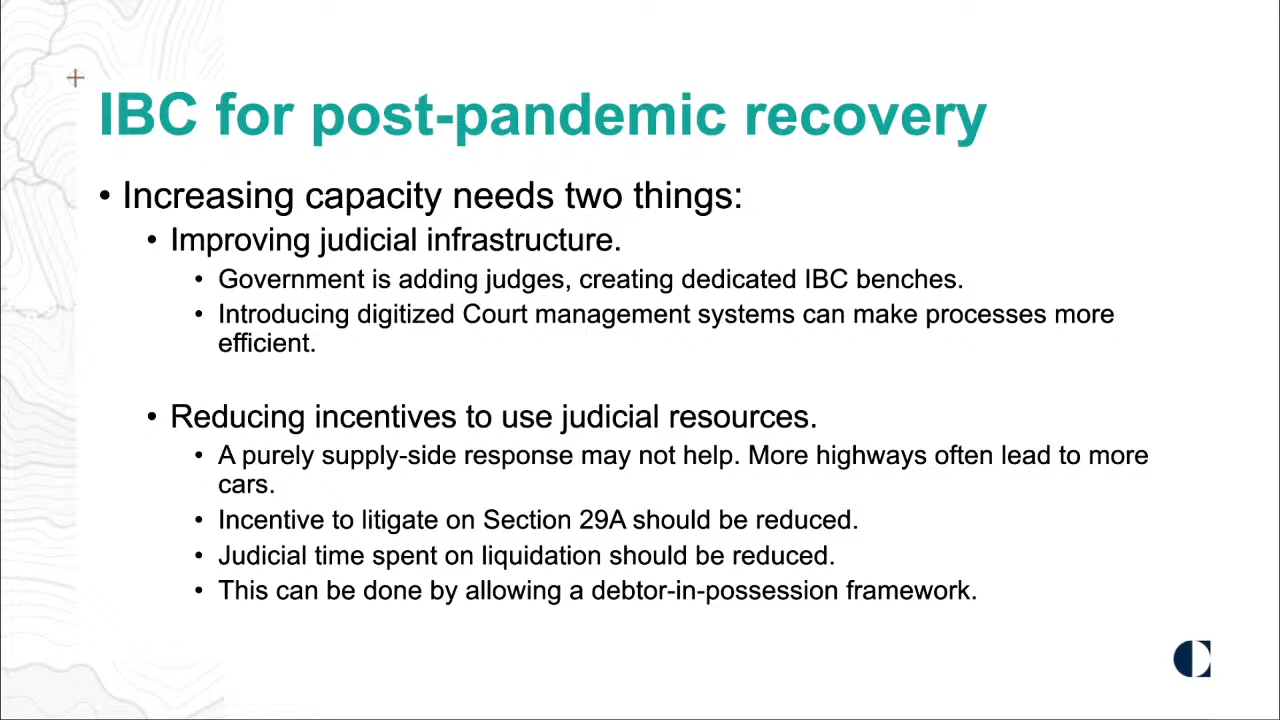 IBC for post-pandemic recovery
• Increasing capacity needs two things:
• Improving judicial infrastructure.
• Government is adding judges, creating dedicated IBC benches.
• Introducing digitized Court management systems can make processes more
efficient.
• Reducing incentives to use judicial resources.
• A purely supply-side response may not help. More highways often lead to more
cars.
• Incentive to litigate on Section 29A should be reduced.
• Judicial time spent on liquidation should be reduced.
• This can be done by allowing a debtor-in-possession framework.